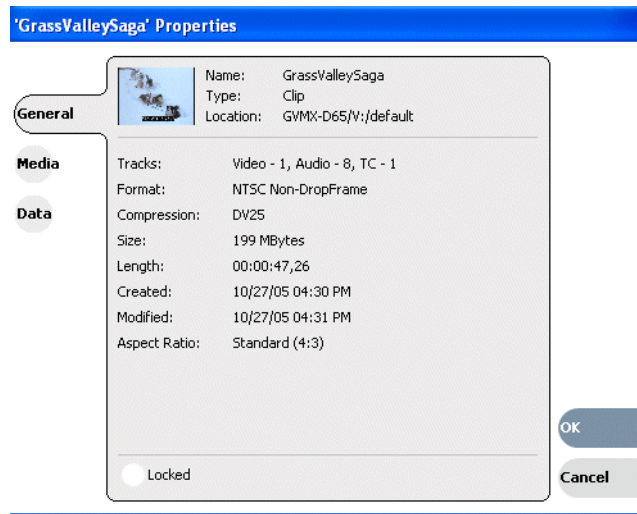 'GrassValleySaga' Properties
Name: GrassValleySaga
Type: Clip
Location: GVMX-D65/V:/default
General
Media
Data
Tracks: Video - 1, Audio - 8, TC - 1
Format: NTSC Non-DropFrame
Compression: DV25
Size: 199 MBytes
Length: 00:00:47,26
Created: 10/27/05 04:30 PM
Modified: 10/27/05 04:31 PM
Aspect Ratio: Standard (4:3)
Locked
OK
Cancel